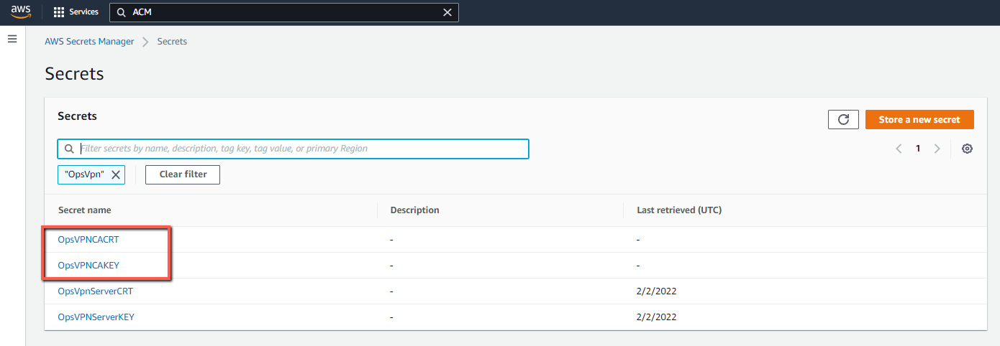 aws Services ACM
AWS Secrets Manager Secrets
Secrets
Secrets
Store a new secret
Filter secrets by name, description, tag key, tag value, or primary Region
1
"OpsVpn" Clear filter
Secret name Description Last retrieved (UTC)
OpsVPNCACRT - -
OpsVPNCAKEY - -
OpsVpnServerCRT - 2/2/2022
OpsVPNServerKEY - 2/2/2022